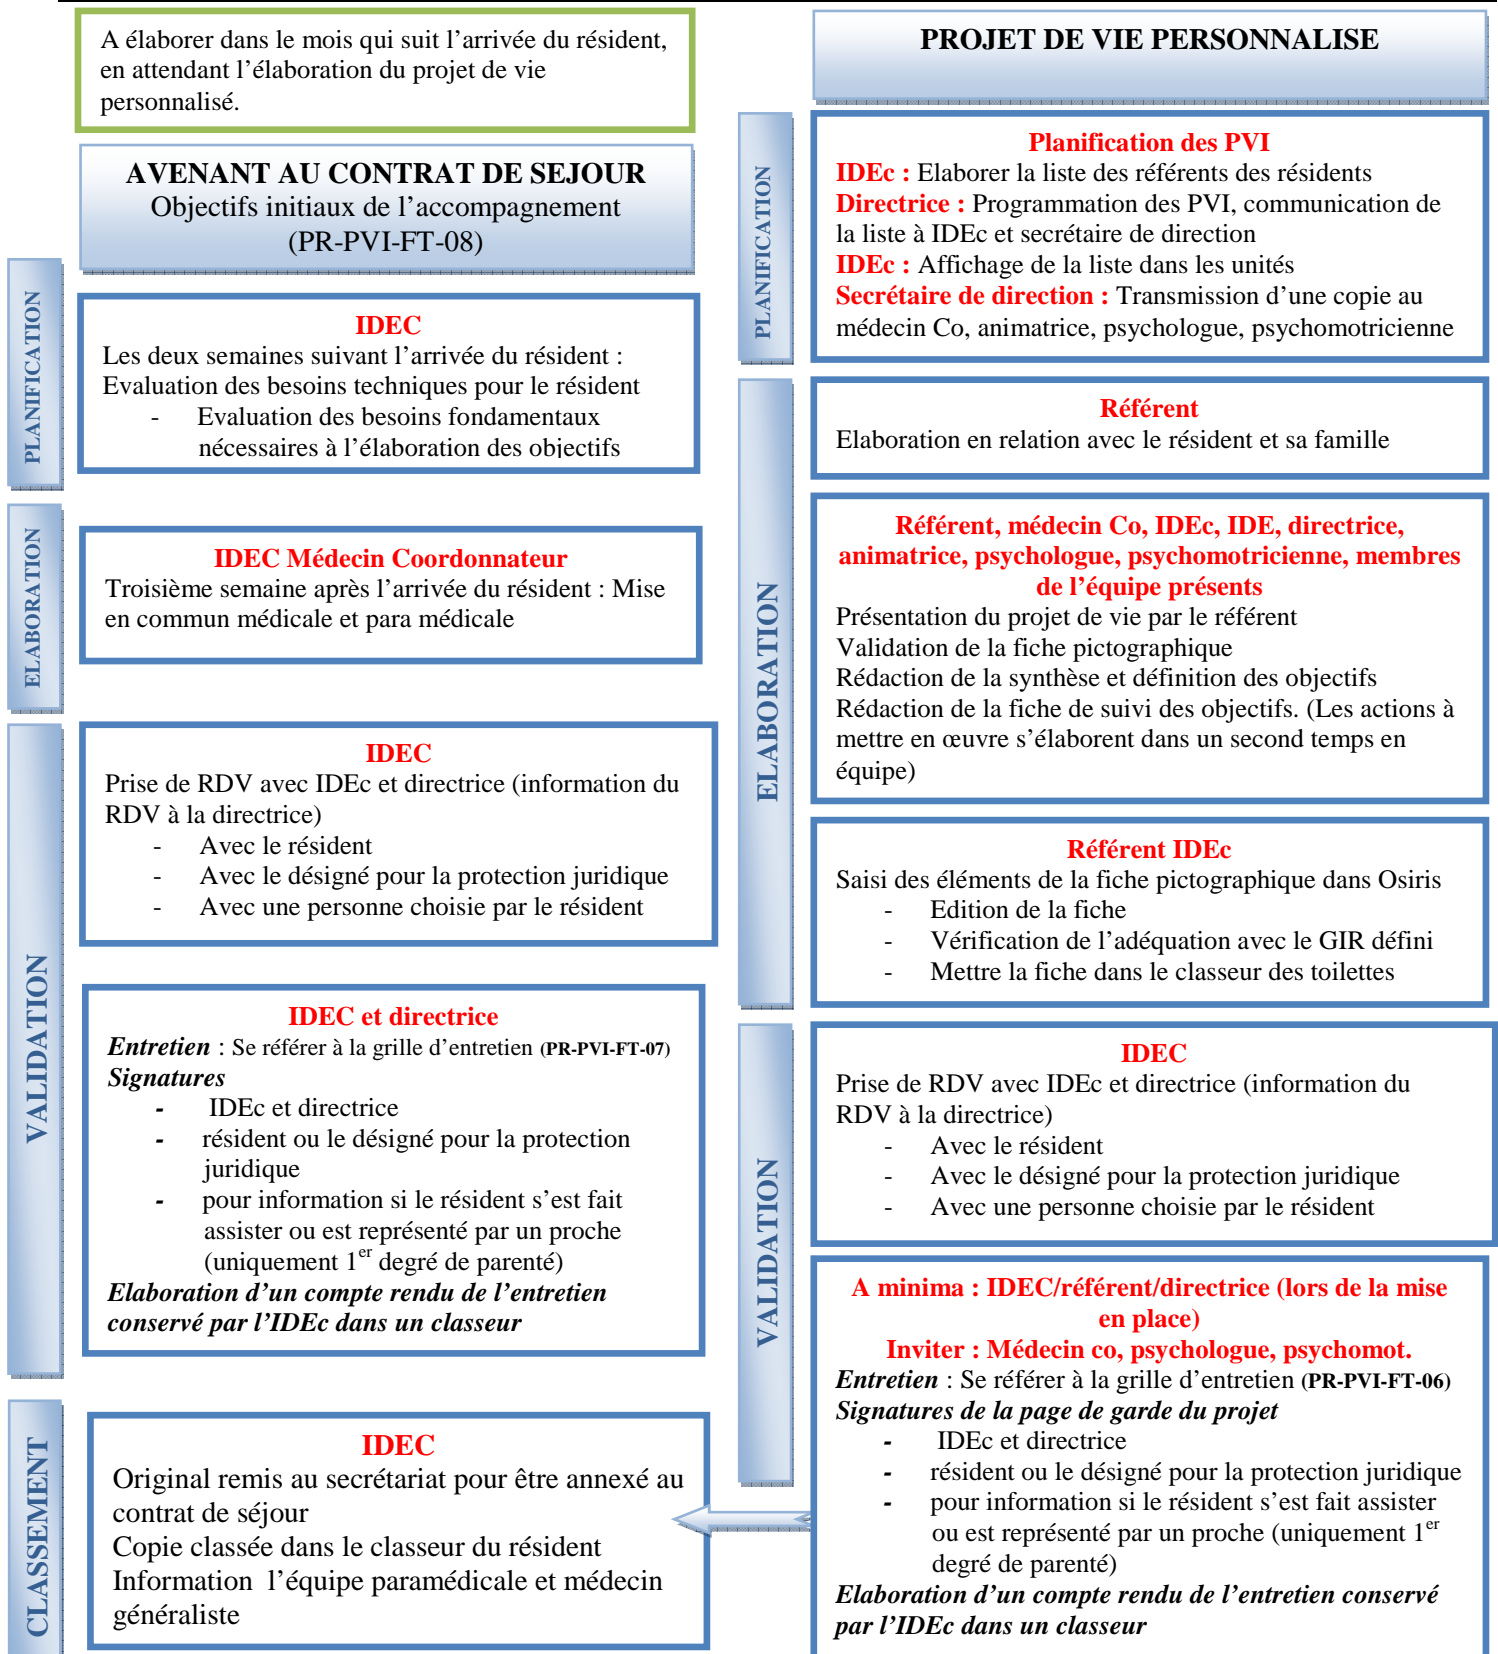 A élaborer dans le mois qui suit l’arrivée du résident,
en attendant l’élaboration du projet de vie
personnalisé.
AVENANT AU CONTRAT DE SEJOUR
Objectifs initiaux de l’accompagnement
(PR-PVI-FT-08)
PLANIFICATION
IDEC
Les deux semaines suivant l’arrivée du résident :
Evaluation des besoins techniques pour le résident
- Evaluation des besoins fondamentaux
nécessaires à l’élaboration des objectifs
ELABORATION
IDEC Médecin Coordonnateur
Troisième semaine après l’arrivée du résident : Mise
en commun médicale et para médicale
VALIDATION
IDEC
Prise de RDV avec IDEc et directrice (information du
RDV à la directrice)
- Avec le résident
- Avec le désigné pour la protection juridique
- Avec une personne choisie par le résident
IDEC et directrice
Entretien : Se référer à la grille d’entretien (PR-PVI-FT-07)
Signatures
- IDEc et directrice
- résident ou le désigné pour la protection
juridique
- pour information si le résident s’est fait
assister ou est représenté par un proche
(uniquement 1er degré de parenté)
Elaboration d’un compte rendu de l’entretien
conservé par l’IDEc dans un classeur
CLASSEMENT
IDEC
Original remis au secrétariat pour être annexé au
contrat de séjour
Copie classée dans le classeur du résident
Information l’équipe paramédicale et médecin
généraliste
PROJET DE VIE PERSONNALISE
PLANIFICATION
Planification des PVI
IDEc : Elaborer la liste des référents des résidents
Directrice : Programmation des PVI, communication de
la liste à IDEc et secrétaire de direction
IDEc : Affichage de la liste dans les unités
Secrétaire de direction : Transmission d’une copie au
médecin Co, animatrice, psychologue, psychomotricienne
ELABORATION
Référent
Elaboration en relation avec le résident et sa famille
Référent, médecin Co, IDEc, IDE, directrice,
animatrice, psychologue, psychomotricienne, membres
de l’équipe présents
Présentation du projet de vie par le référent
Validation de la fiche pictographique
Rédaction de la synthèse et définition des objectifs
Rédaction de la fiche de suivi des objectifs. (Les actions à
mettre en œuvre s’élaborent dans un second temps en
équipe)
Référent IDEc
Saisi des éléments de la fiche pictographique dans Osiris
- Edition de la fiche
- Vérification de l’adéquation avec le GIR défini
- Mettre la fiche dans le classeur des toilettes
VALIDATION
IDEC
Prise de RDV avec IDEc et directrice (information du
RDV à la directrice)
- Avec le résident
- Avec le désigné pour la protection juridique
- Avec une personne choisie par le résident
A minima : IDEC/référent/directrice (lors de la mise
en place)
Inviter : Médecin co, psychologue, psychomot.
Entretien : Se référer à la grille d’entretien (PR-PVI-FT-06)
Signatures de la page de garde du projet
- IDEc et directrice
- résident ou le désigné pour la protection juridique
- pour information si le résident s’est fait assister
ou est représenté par un proche (uniquement 1er
degré de parenté)
Elaboration d’un compte rendu de l’entretien conservé
par l’IDEc dans un classeur